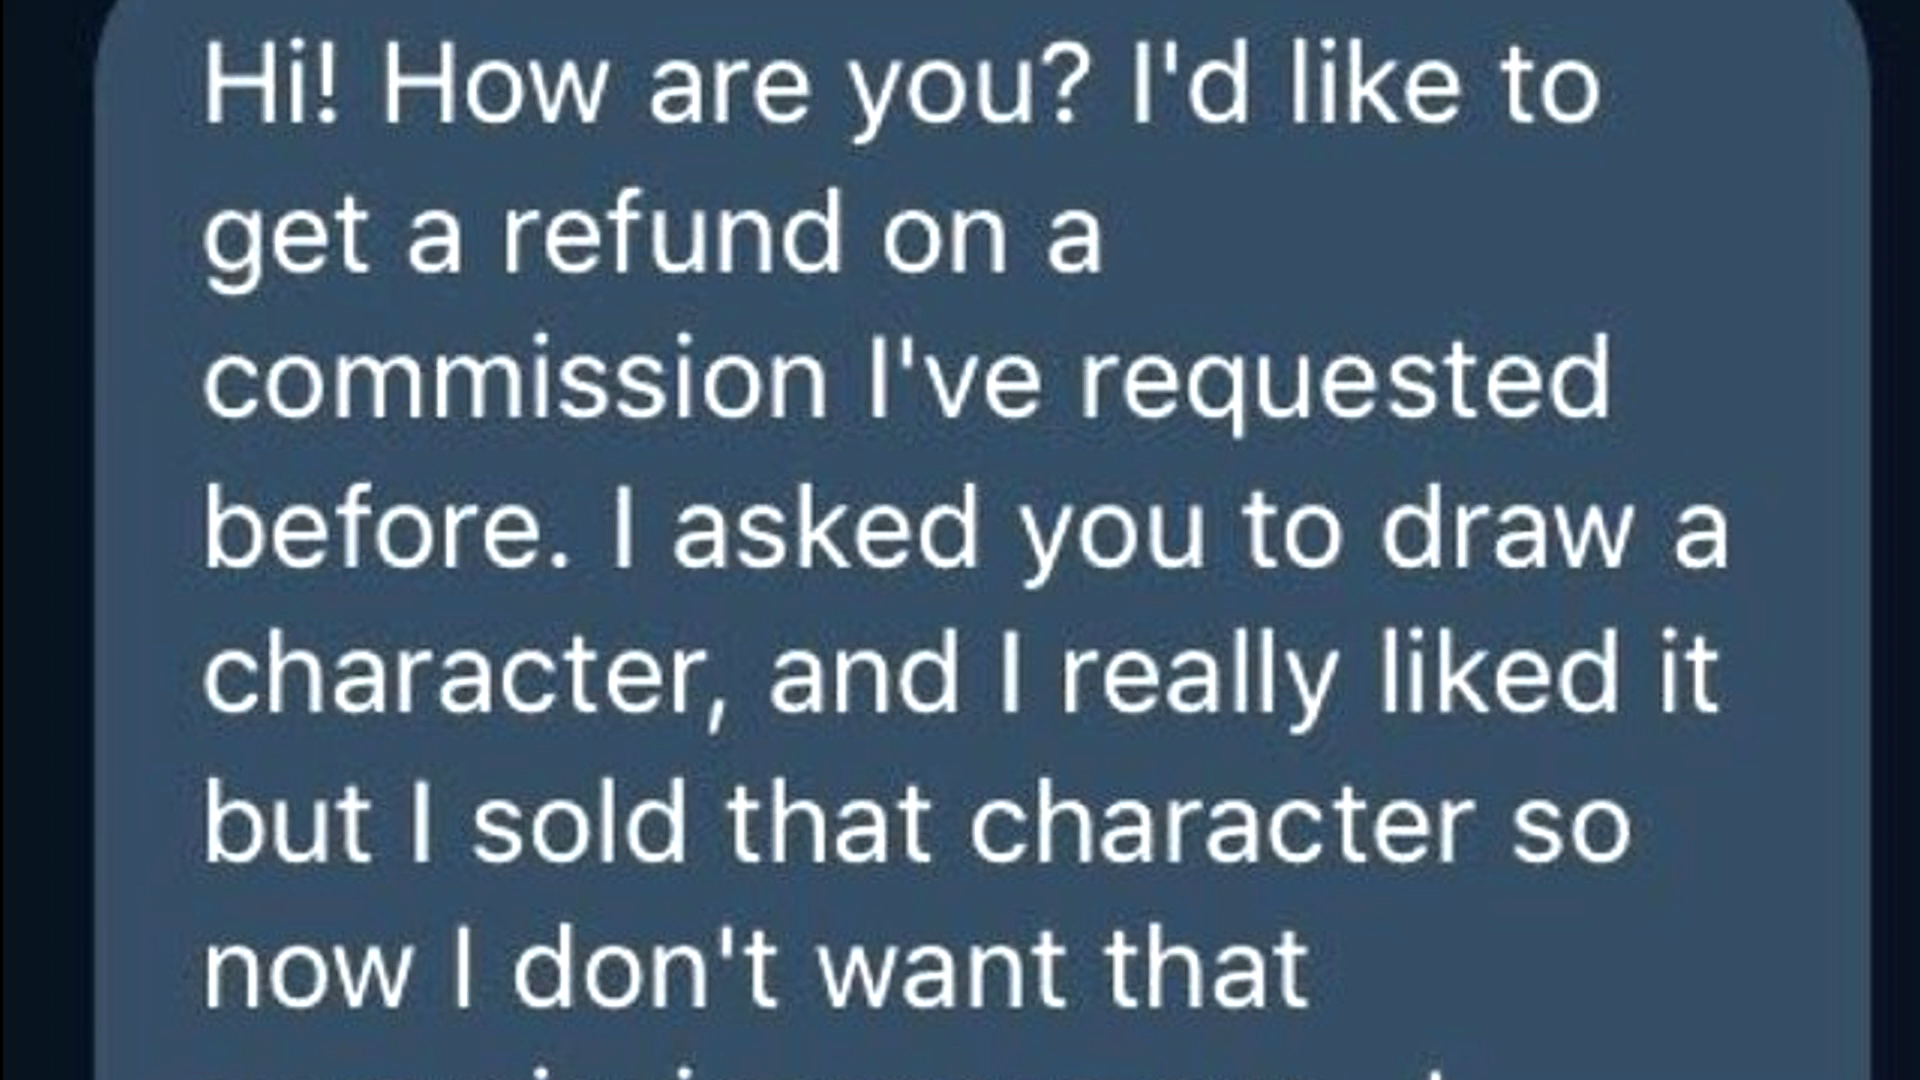 Hi! How are you? I'd like to
get a refund on a
commission I've requested
before. I asked you to draw a
character, and I really liked it
but I sold that character so
now I don't want that